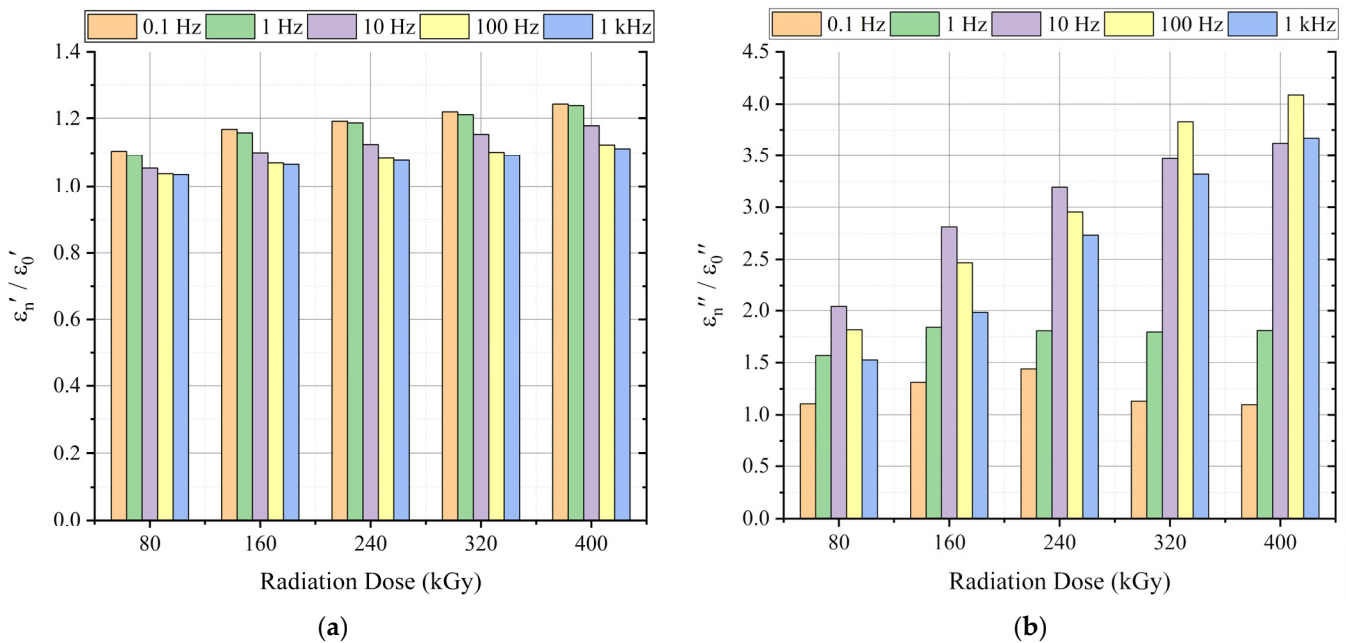 0.1 Hz 1 Hz 10 Hz 100 Hz 1 kHz
1.4
1.2
1.0
0.8
0.6
0.4
0.2
0.0
εn′ / ε0′
80 160 240 320 400
Radiation Dose (kGy)
(a)
0.1 Hz 1 Hz 10 Hz 100 Hz 1 kHz
4.5
4.0
3.5
3.0
2.5
2.0
1.5
1.0
0.5
0.0
εn′′ / ε0′′
80 160 240 320 400
Radiation Dose (kGy)
(b)